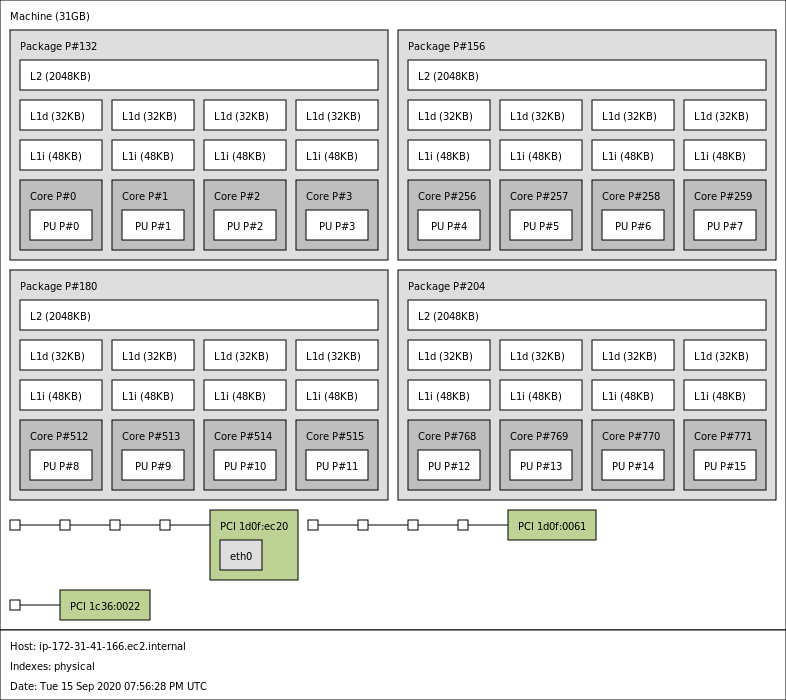 Machine (31GB)
Package P#132
L2 (2048KB)
L1d (32KB) L1d (32KB) L1d (32KB) L1d (32KB)
L1i (48KB) L1i (48KB) L1i (48KB) L1i (48KB)
Core P#0 Core P#1 Core P#2 Core P#3
PU P#0 PU P#1 PU P#2 PU P#3
Package P#156
L2 (2048KB)
L1d (32KB) L1d (32KB) L1d (32KB) L1d (32KB)
L1i (48KB) L1i (48KB) L1i (48KB) L1i (48KB)
Core P#256 Core P#257 Core P#258 Core P#259
PU P#4 PU P#5 PU P#6 PU P#7
Package P#180
L2 (2048KB)
L1d (32KB) L1d (32KB) L1d (32KB) L1d (32KB)
L1i (48KB) L1i (48KB) L1i (48KB) L1i (48KB)
Core P#512 Core P#513 Core P#514 Core P#515
PU P#8 PU P#9 PU P#10 PU P#11
Package P#204
L2 (2048KB)
L1d (32KB) L1d (32KB) L1d (32KB) L1d (32KB)
L1i (48KB) L1i (48KB) L1i (48KB) L1i (48KB)
Core P#768 Core P#769 Core P#770 Core P#771
PU P#12 PU P#13 PU P#14 PU P#15
PCI 1d0f:ec20
eth0
PCI 1d0f:0061
PCI 1c36:0022
Host: ip-172-31-41-166.ec2.internal
Indexes: physical
Date: Tue 15 Sep 2020 07:56:28 PM UTC